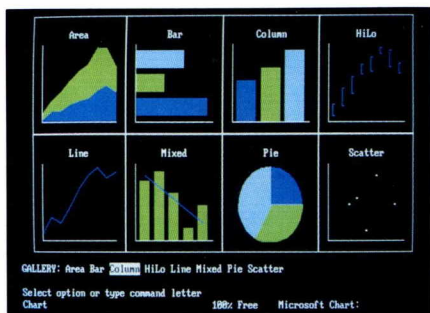 Area Bar Column HiLo
Line Mixed Pie Scatter
GALLERY: Area Bar Column HiLo Line Mixed Pie Scatter
Select option or type command letter
Chart 100% Free Microsoft Chart: